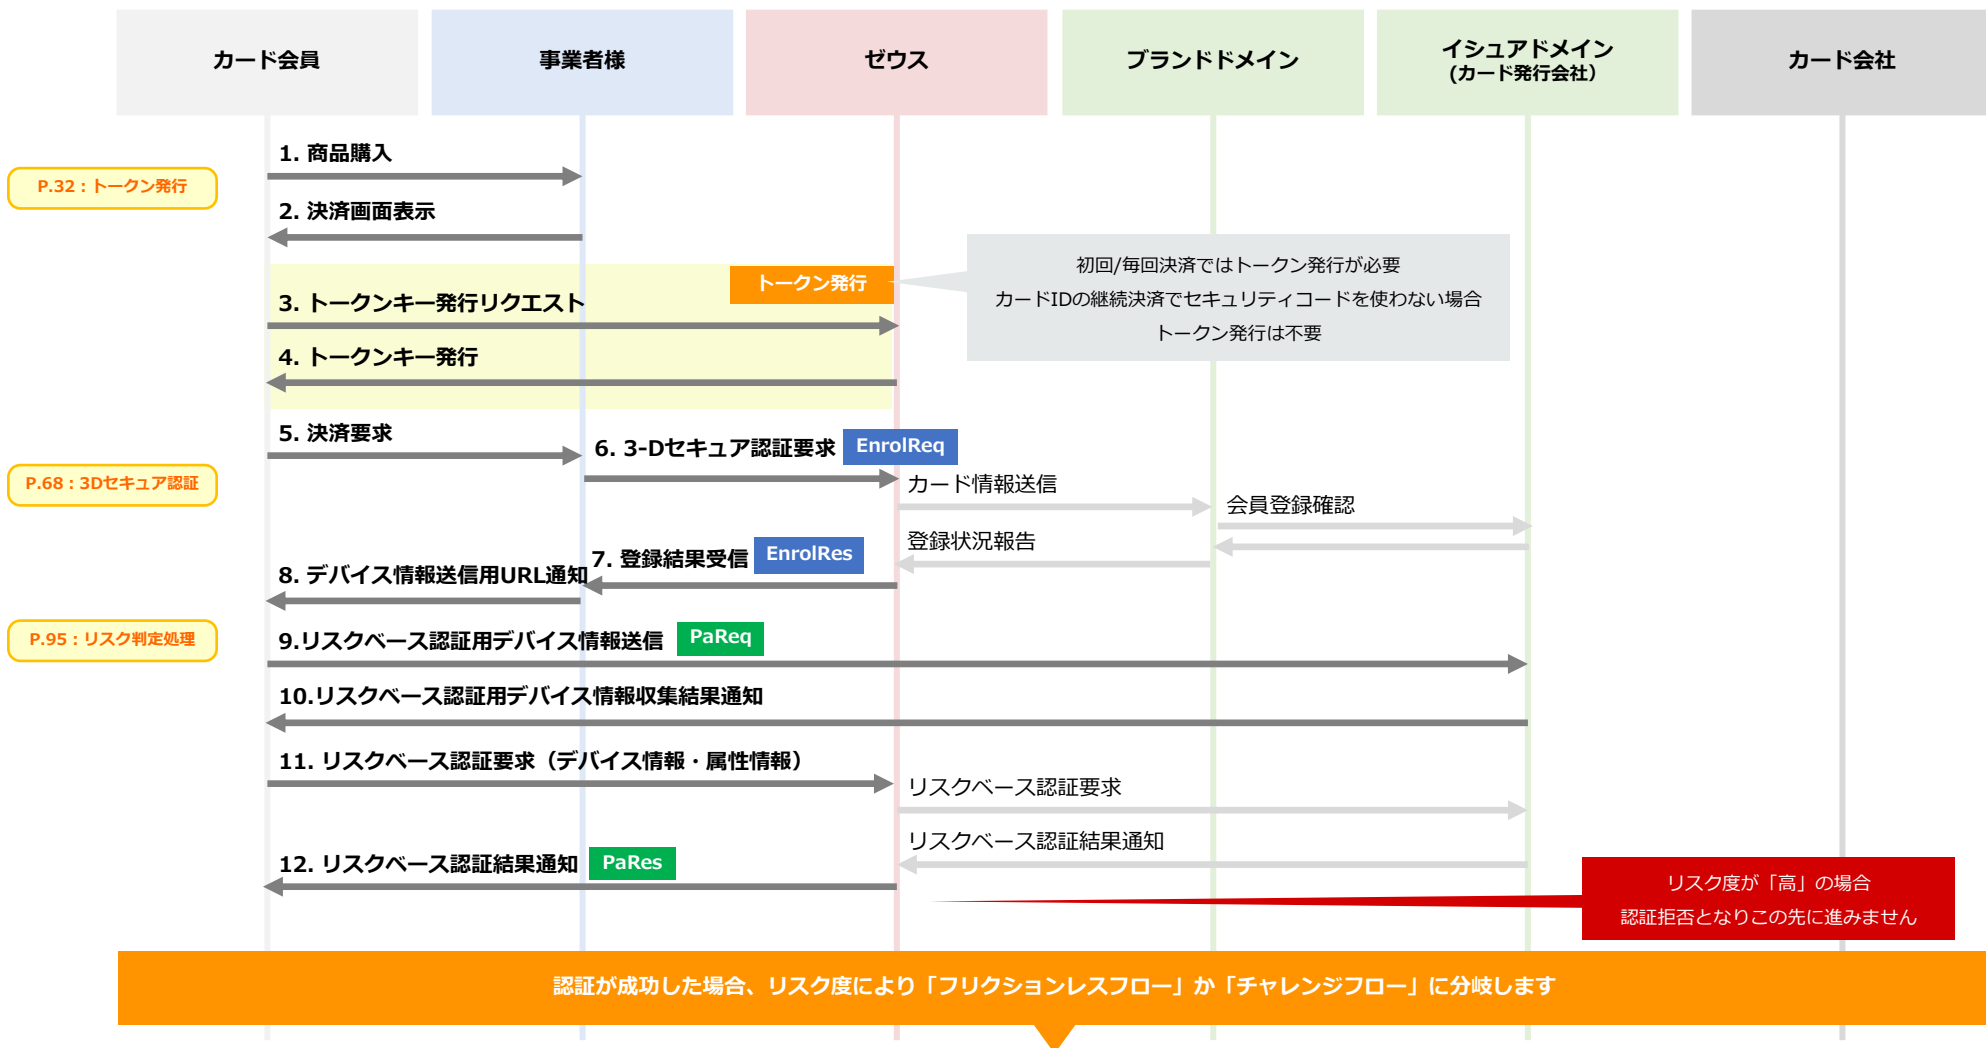 カード会員
事業者様
ゼウス
ブランドドメイン
イシュアドメイン
(カード発行会社)
カード会社
1. 商品購入
P.32：トークン発行
2. 決済画面表示
トークン発行
初回/毎回決済ではトークン発行が必要
カードIDの継続決済でセキュリティコードを使わない場合
トークン発行は不要
3. トークンキー発行リクエスト
4. トークンキー発行
5. 決済要求
6. 3-Dセキュア認証要求
EnrolReq
P.68：3Dセキュア認証
カード情報送信
会員登録確認
登録状況報告
7. 登録結果受信
EnrolRes
8. デバイス情報送信用URL通知
P.95：リスク判定処理
9.リスクベース認証用デバイス情報送信
PaReq
10.リスクベース認証用デバイス情報収集結果通知
11. リスクベース認証要求（デバイス情報・属性情報）
リスクベース認証要求
リスクベース認証結果通知
12. リスクベース認証結果通知
PaRes
リスク度が「高」の場合
認証拒否となりこの先に進みません
認証が成功した場合、リスク度により「フリクションレスフロー」か「チャレンジフロー」に分岐します